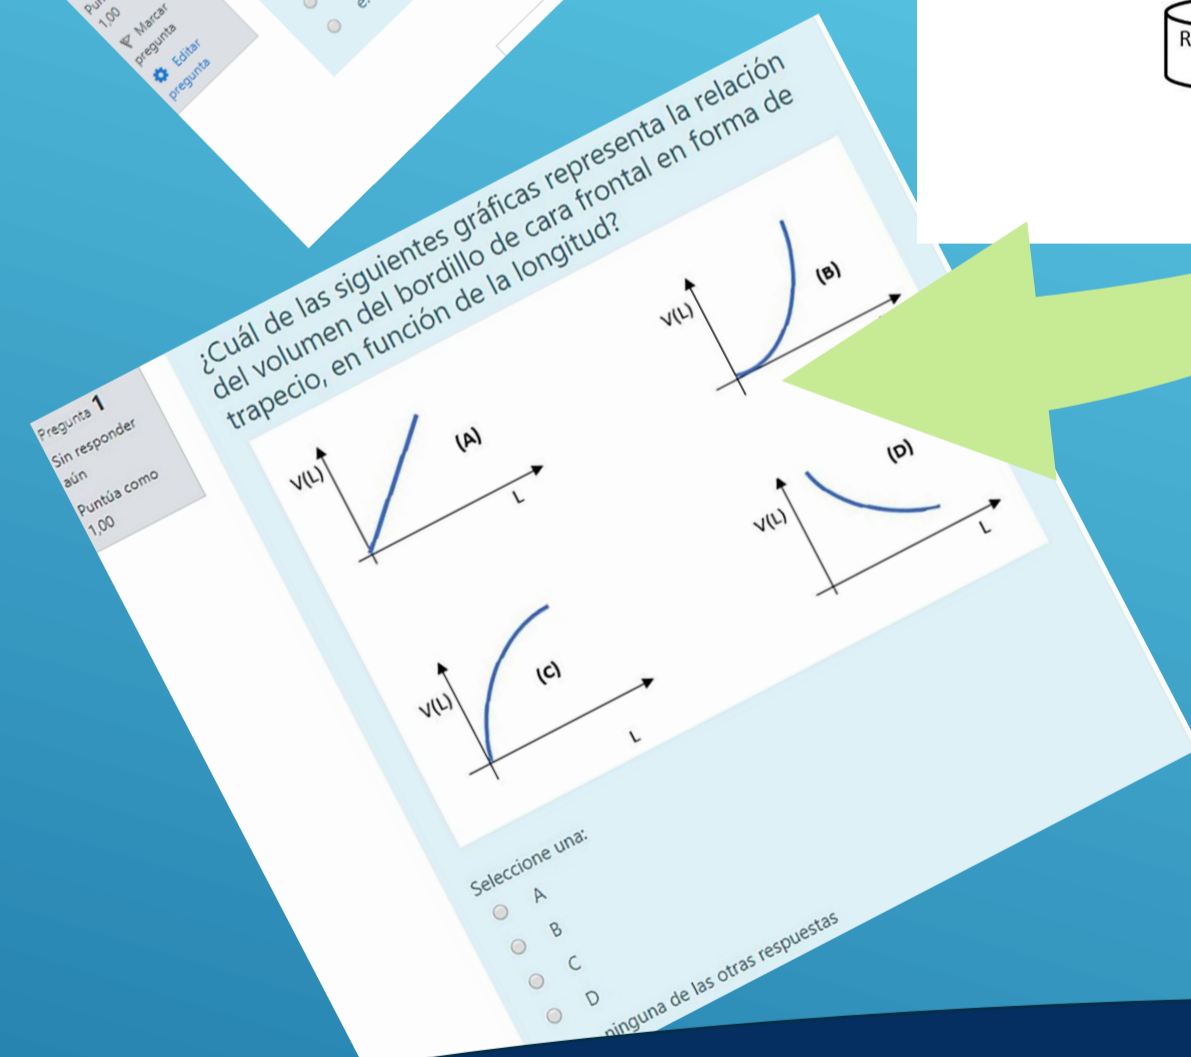 1,00
Marcar
pregunta
Editar
pregunta
R
Pregunta 1
Sin responder
aún
Puntúa como
1,00
¿Cuál de las siguientes gráficas representa la relación
del volumen del bordillo de cara frontal en forma de
trapecio, en función de la longitud?
V(L)
(A)
L
V(L)
(B)
V(L)
(C)
L
V(L)
(D)
L
Seleccione una:
A
B
C
D
ninguna de las otras respuestas